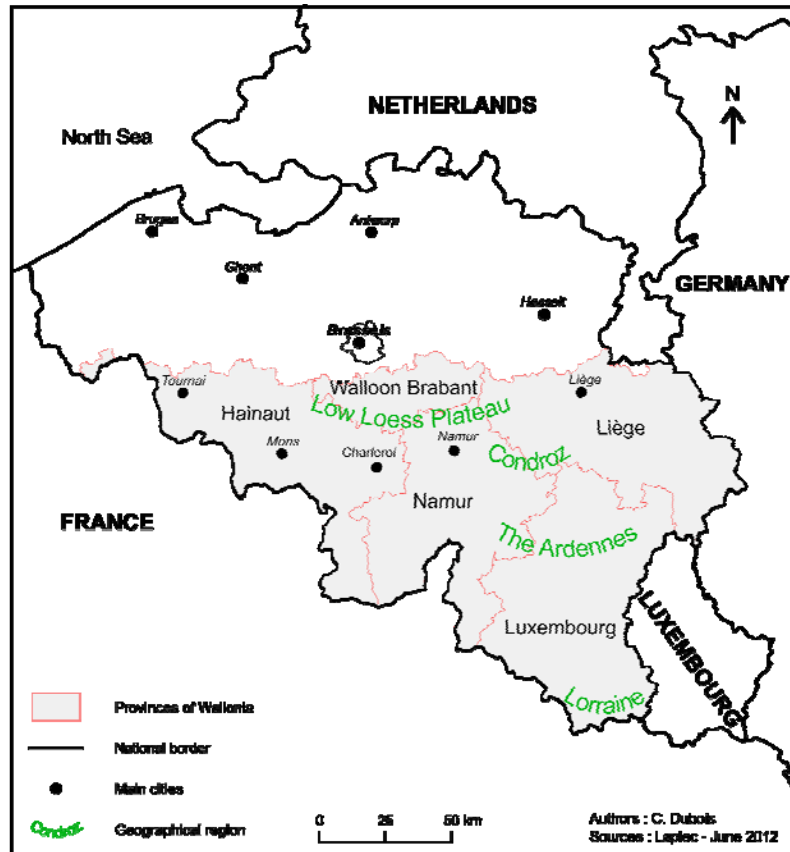 NETHERLANDS
N
North Sea
Bruges
Antwerp
Ghent
GERMANY
Hasselt
Brussels
Tournai
Walloon Brabant
Liège
Hainaut
Low Loess Plateau
Liège
Mons
Namur
Charleroi
Condroz
Namur
FRANCE
The Ardennes
Luxembourg
LUXEMBOURG
Lorraine
Provinces of Wallonia
National border
Main cities
Condroz
Geographical region
0 25 50 km
Authors : C. Dubois
Sources : Laplec - June 2012